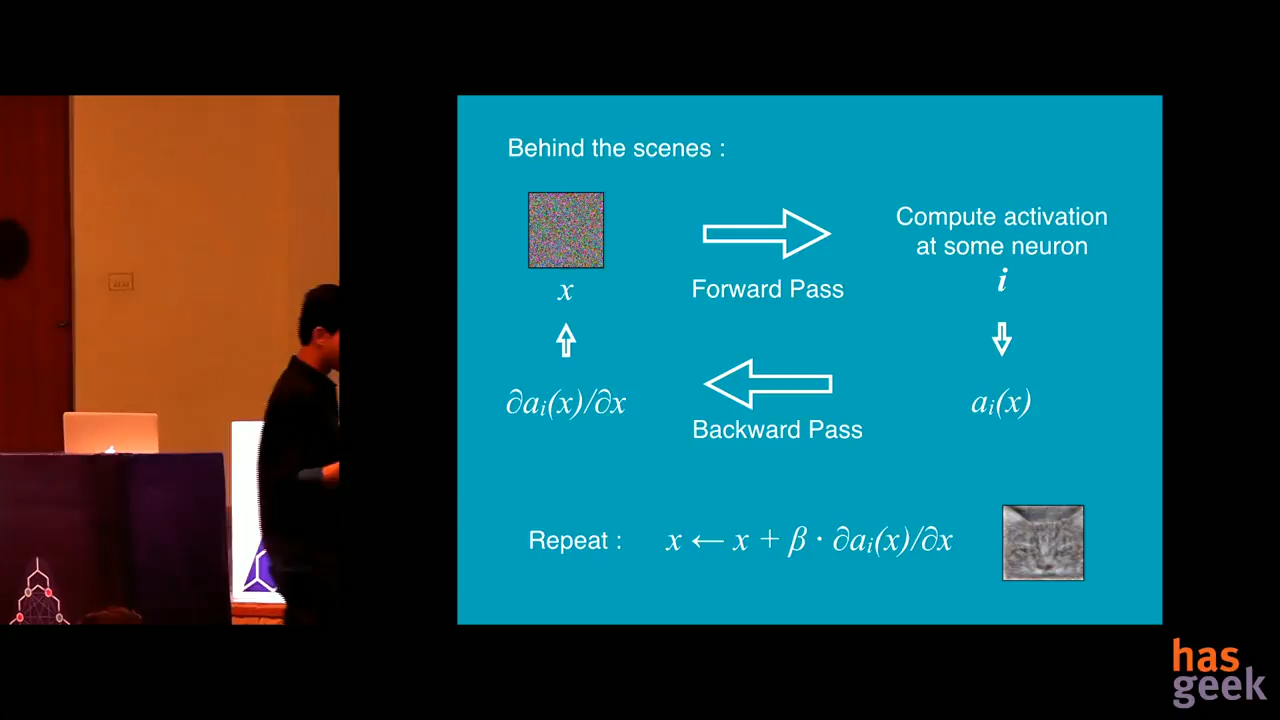 Behind the scenes :
x
Forward Pass
Compute activation
at some neuron
i
∂aᵢ(x)/∂x
Backward Pass
aᵢ(x)
Repeat : x ← x + β · ∂aᵢ(x)/∂x
has
geek